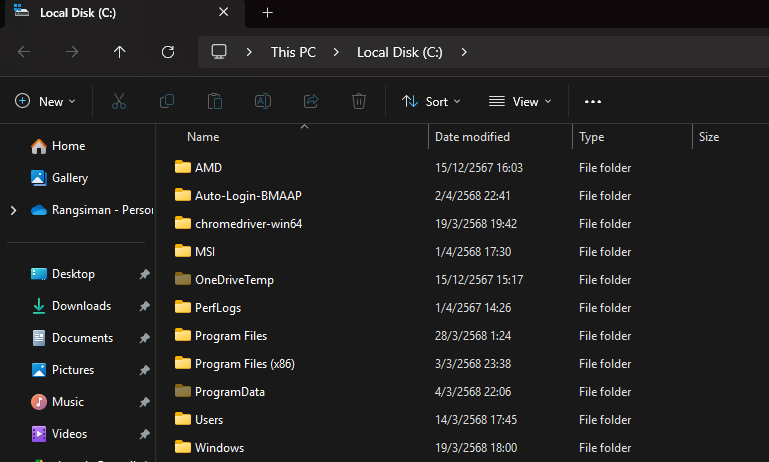 Local Disk (C:)
This PC > Local Disk (C:) >
New Sort View
Name Date modified Type Size
Home
Gallery
Rangsiman - Perso
Desktop
Downloads
Documents
Pictures
Music
Videos
AMD 15/12/2567 16:03 File folder
Auto-Login-BMAAP 2/4/2568 22:41 File folder
chromedriver-win64 19/3/2568 19:42 File folder
MSI 1/4/2568 17:30 File folder
OneDriveTemp 15/12/2567 15:17 File folder
PerfLogs 1/4/2567 14:26 File folder
Program Files 28/3/2568 1:24 File folder
Program Files (x86) 3/3/2568 23:38 File folder
ProgramData 4/3/2568 22:06 File folder
Users 14/3/2568 17:45 File folder
Windows 19/3/2568 18:00 File folder